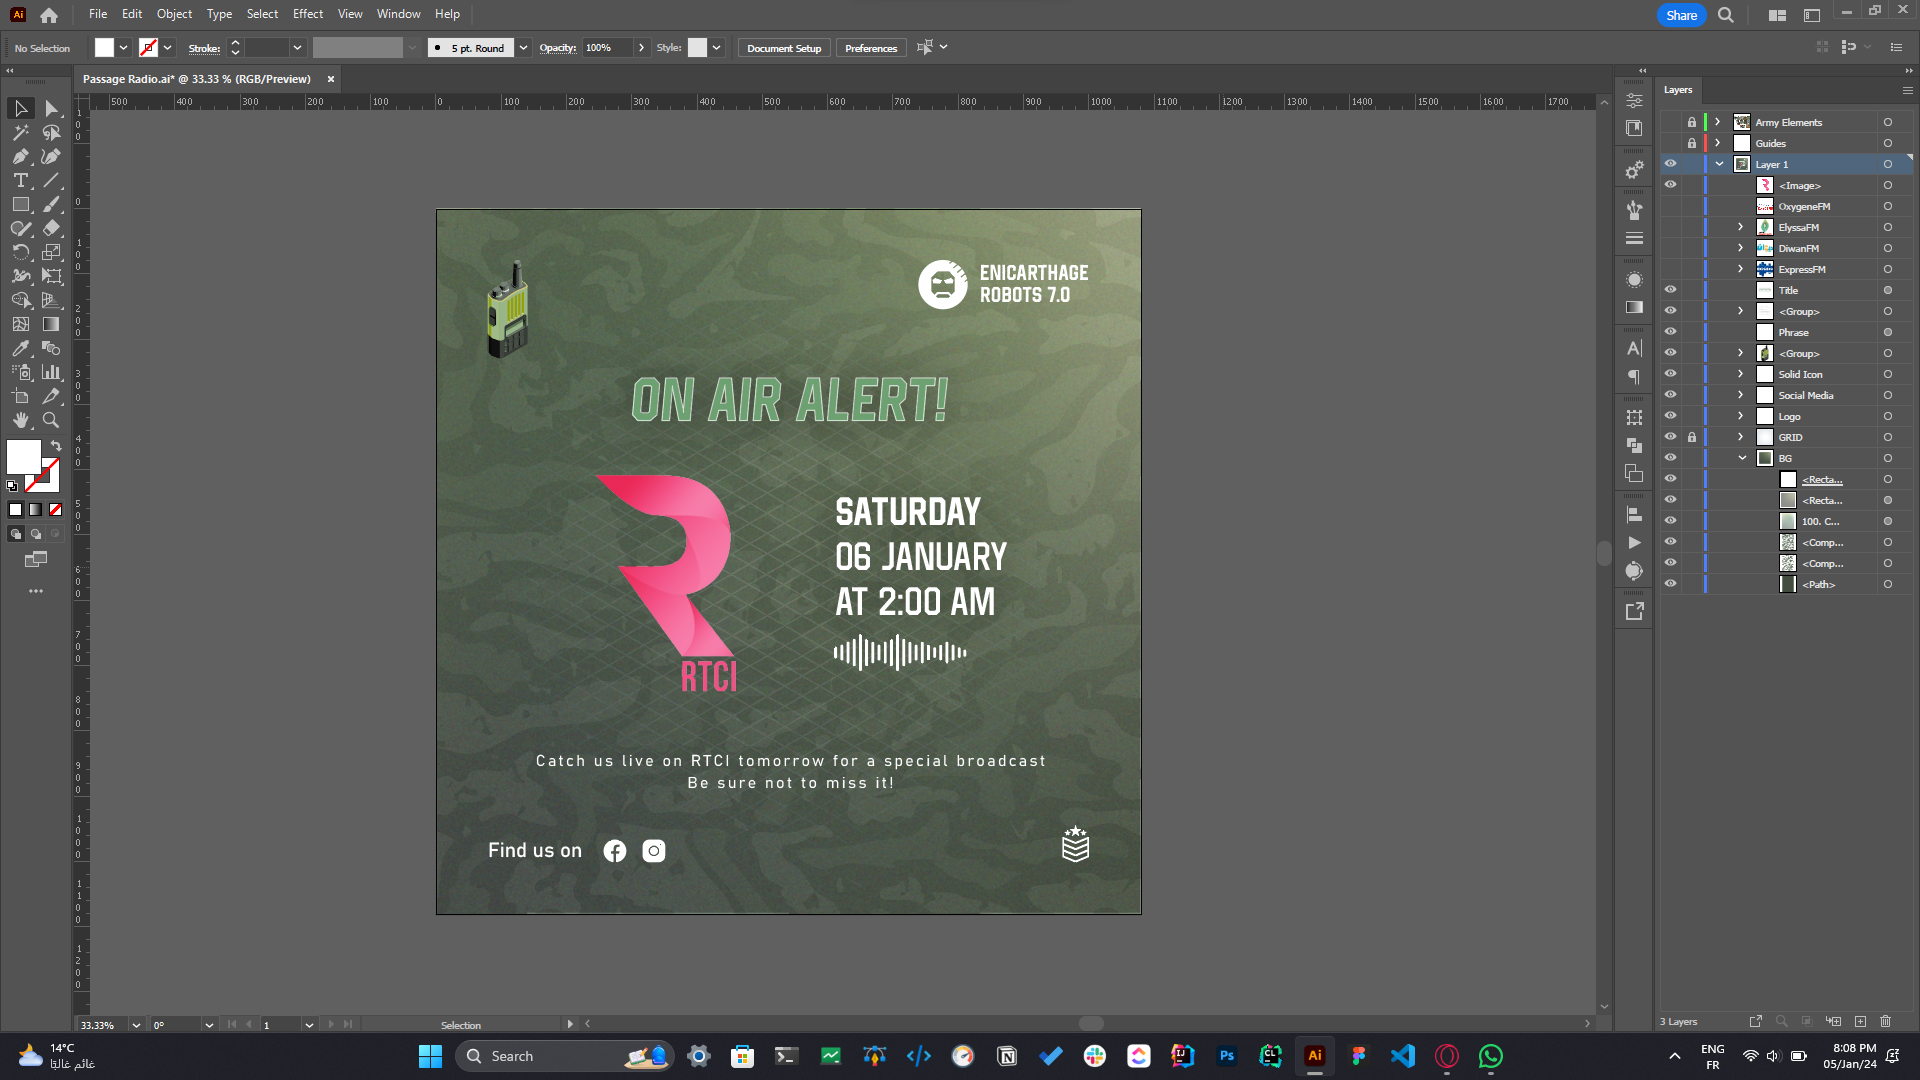 Ai File Edit Object Type Select Effect View Window Help Share
No Selection Stroke: 5 pt. Round Opacity: 100% Style: Document Setup Preferences
Passage Radio.ai* @ 33.33 % (RGB/Preview) ×
500 400 300 200 100 0 100 200 300 400 500 600 700 800 900 1000 1100 1200 1300 1400 1500 1600 1700
ENICARTHAGE
ROBOTS 7.0
ON AIR ALERT!
SATURDAY
06 JANUARY
AT 2:00 AM
RTCI
Catch us live on RTCI tomorrow for a special broadcast
Be sure not to miss it!
Find us on
Layers
Army Elements
Guides
Layer 1
<Image>
OxygeneFM
ElyssaFM
DiwanFM
ExpressFM
Title
<Group>
Phrase
<Group>
Solid Icon
Social Media
Logo
GRID
BG
<Recta...
<Recta...
100. C...
<Comp...
<Comp...
<Path>
3 Layers
33.33% 0° 1 Selection
14°C
غائم غالبًا
Search
ENG
FR
8:08 PM
05/Jan/24